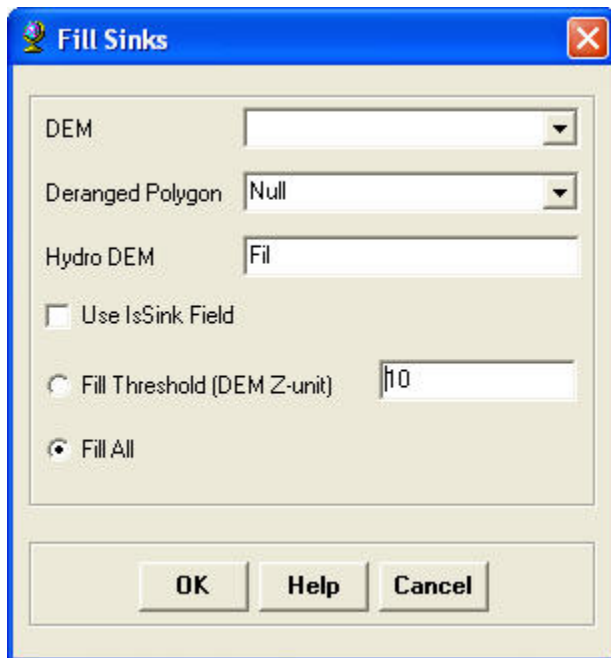 Fill Sinks
DEM
Deranged Polygon Null
Hydro DEM Fil
Use IsSink Field
Fill Threshold (DEM Z-unit) 10
Fill All
OK Help Cancel